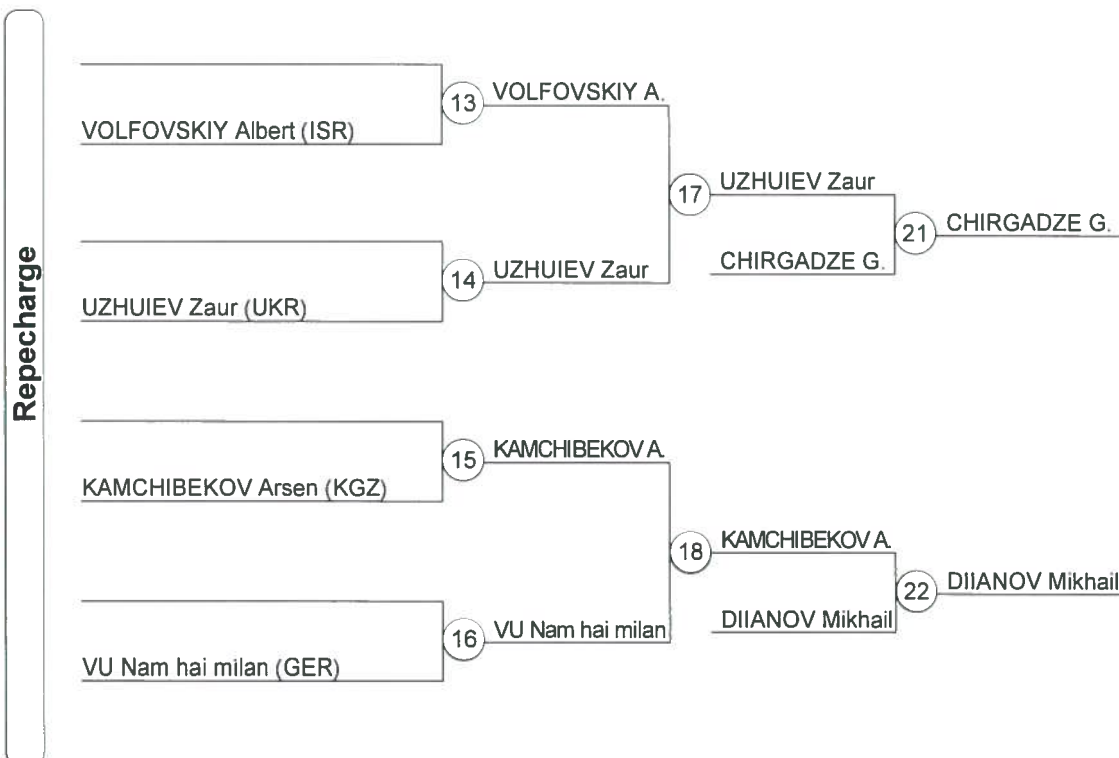 Repecharge
VOLFOVSKIY Albert (ISR)
13
VOLFOVSKIY A.
UZHUIEV Zaur (UKR)
14
UZHUIEV Zaur
17
UZHUIEV Zaur
CHIRGADZE G.
21
CHIRGADZE G.
KAMCHIBEKOV Arsen (KGZ)
15
KAMCHIBEKOV A.
VU Nam hai milan (GER)
16
VU Nam hai milan
18
KAMCHIBEKOV A.
DIIANOV Mikhail
22
DIIANOV Mikhail